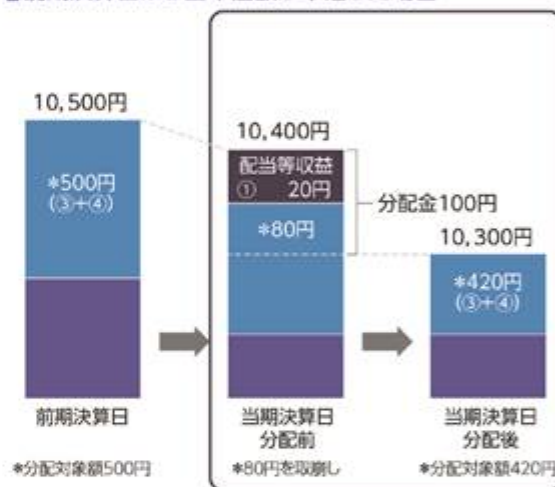 10,500円
*500円
(③+④)
前期決算日
*分配対象額500円
10,400円
配当等収益
① 20円
*80円
分配金100円
当期決算日
分配前
*80円を取崩し
10,300円
*420円
(③+④)
当期決算日
分配後
*分配対象額420円